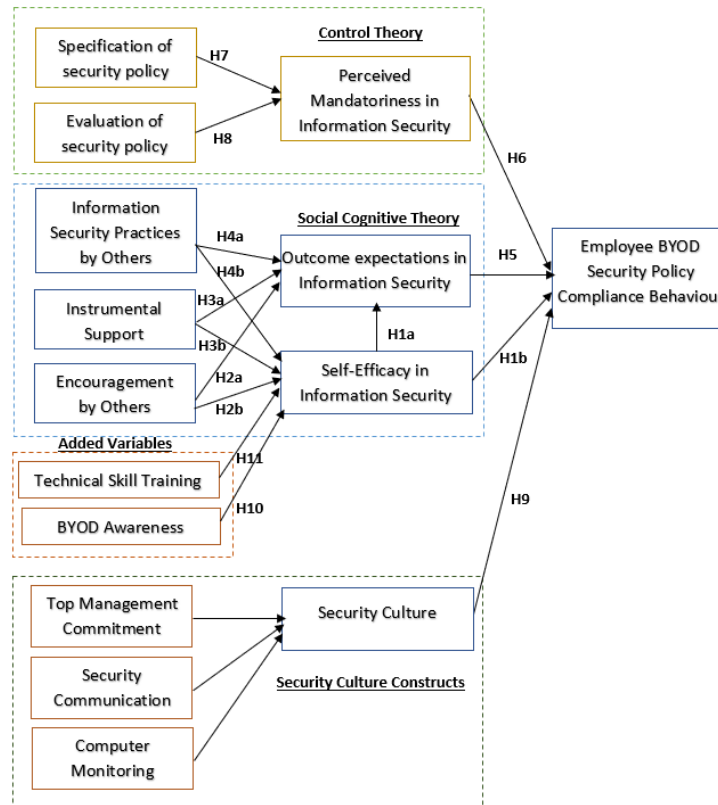 Control Theory
Specification of
security policy
H7
Perceived
Mandatoriness in
Information Security
Evaluation of
security policy
H8
H6
Information
Security Practices
by Others
Social Cognitive Theory
H4a
H4b
Outcome expectations in
Information Security
H5
Employee BYOD
Security Policy
Compliance Behaviour
H3a
Instrumental
Support
H3b
H1a
H2a
Encouragement
by Others
H2b
Self-Efficacy in
Information Security
H1b
Added Variables
H11
Technical Skill Training
H10
BYOD Awareness
H9
Top Management
Commitment
Security Culture
Security
Communication
Security Culture Constructs
Computer
Monitoring